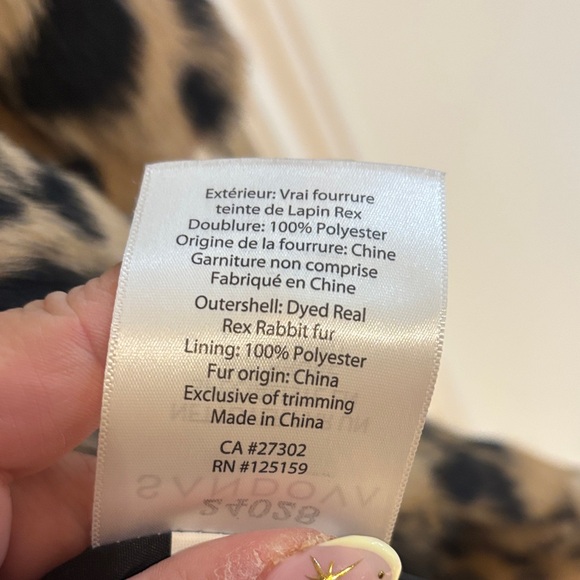 Extérieur: Vrai fourrure
teinte de Lapin Rex
Doublure: 100% Polyester
Origine de la fourrure: Chine
Garniture non comprise
Fabriqué en Chine
Outershell: Dyed Real
Rex Rabbit fur
Lining: 100% Polyester
Fur origin: China
Exclusive of trimming
Made in China
CA #27302
RN #125159
SANDOVA
24028